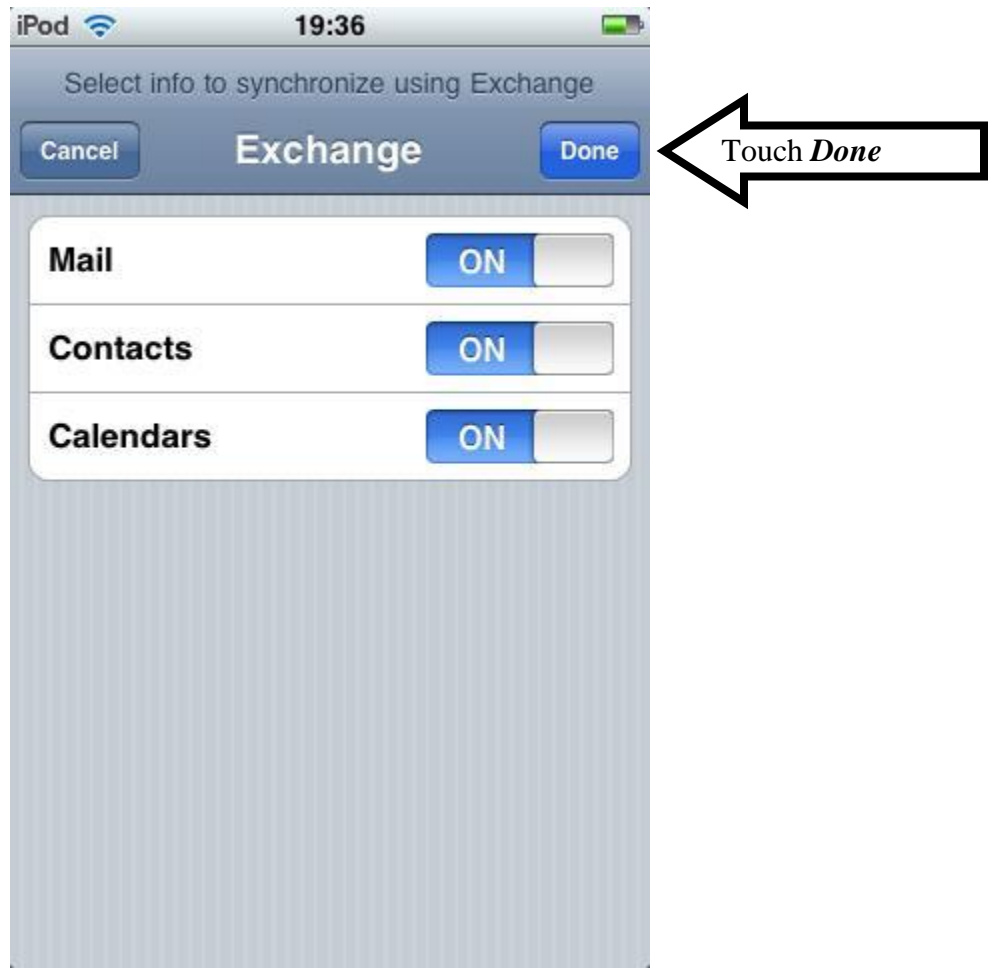 iPod 19:36
Select info to synchronize using Exchange
Cancel Exchange Done
Touch Done
Mail ON
Contacts ON
Calendars ON